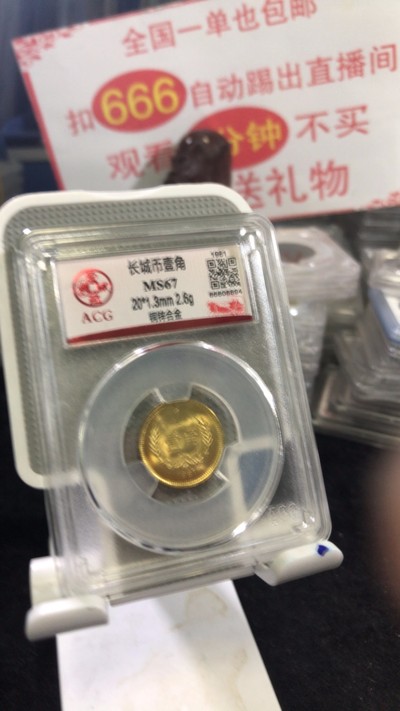 全国一单也包邮
扣666自动踢出直播间
观看 分钟 不买
送礼物
长城币壹角
MS67
20*1.3mm 2.6g
铜锌合金
ACG
1981